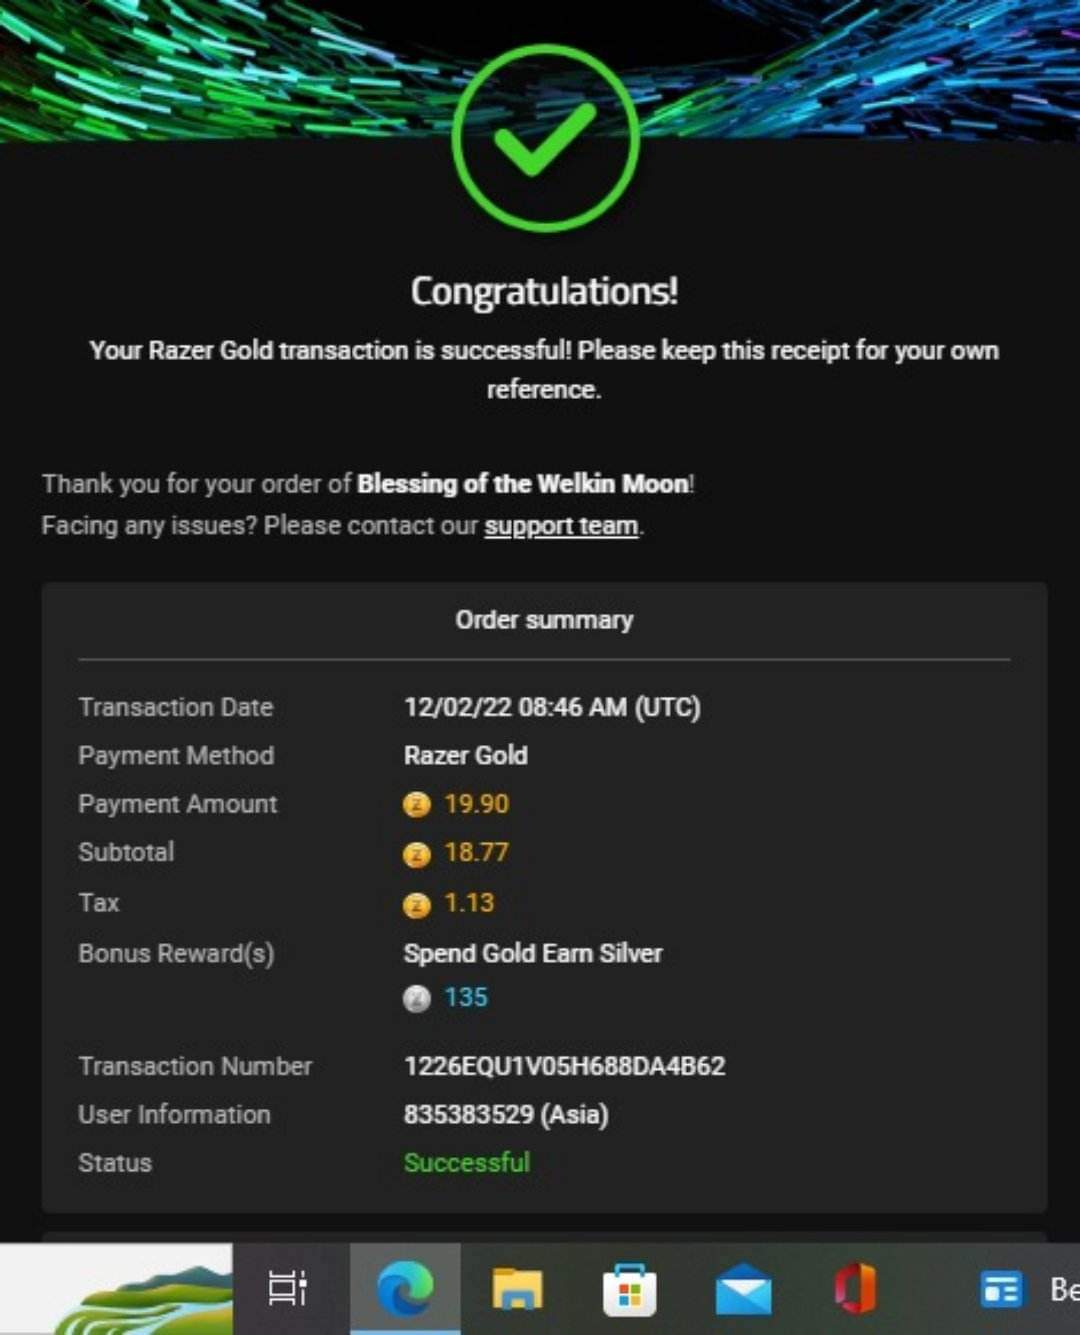 Congratulations!
Your Razer Gold transaction is successful! Please keep this receipt for your own
reference.
Thank you for your order of Blessing of the Welkin Moon!
Facing any issues? Please contact our support team.
Order summary
Transaction Date 12/02/22 08:46 AM (UTC)
Payment Method Razer Gold
Payment Amount 19.90
Subtotal 18.77
Tax 1.13
Bonus Reward(s) Spend Gold Earn Silver
135
Transaction Number 1226EQU1V05H688DA4B62
User Information 835383529 (Asia)
Status Successful
Be